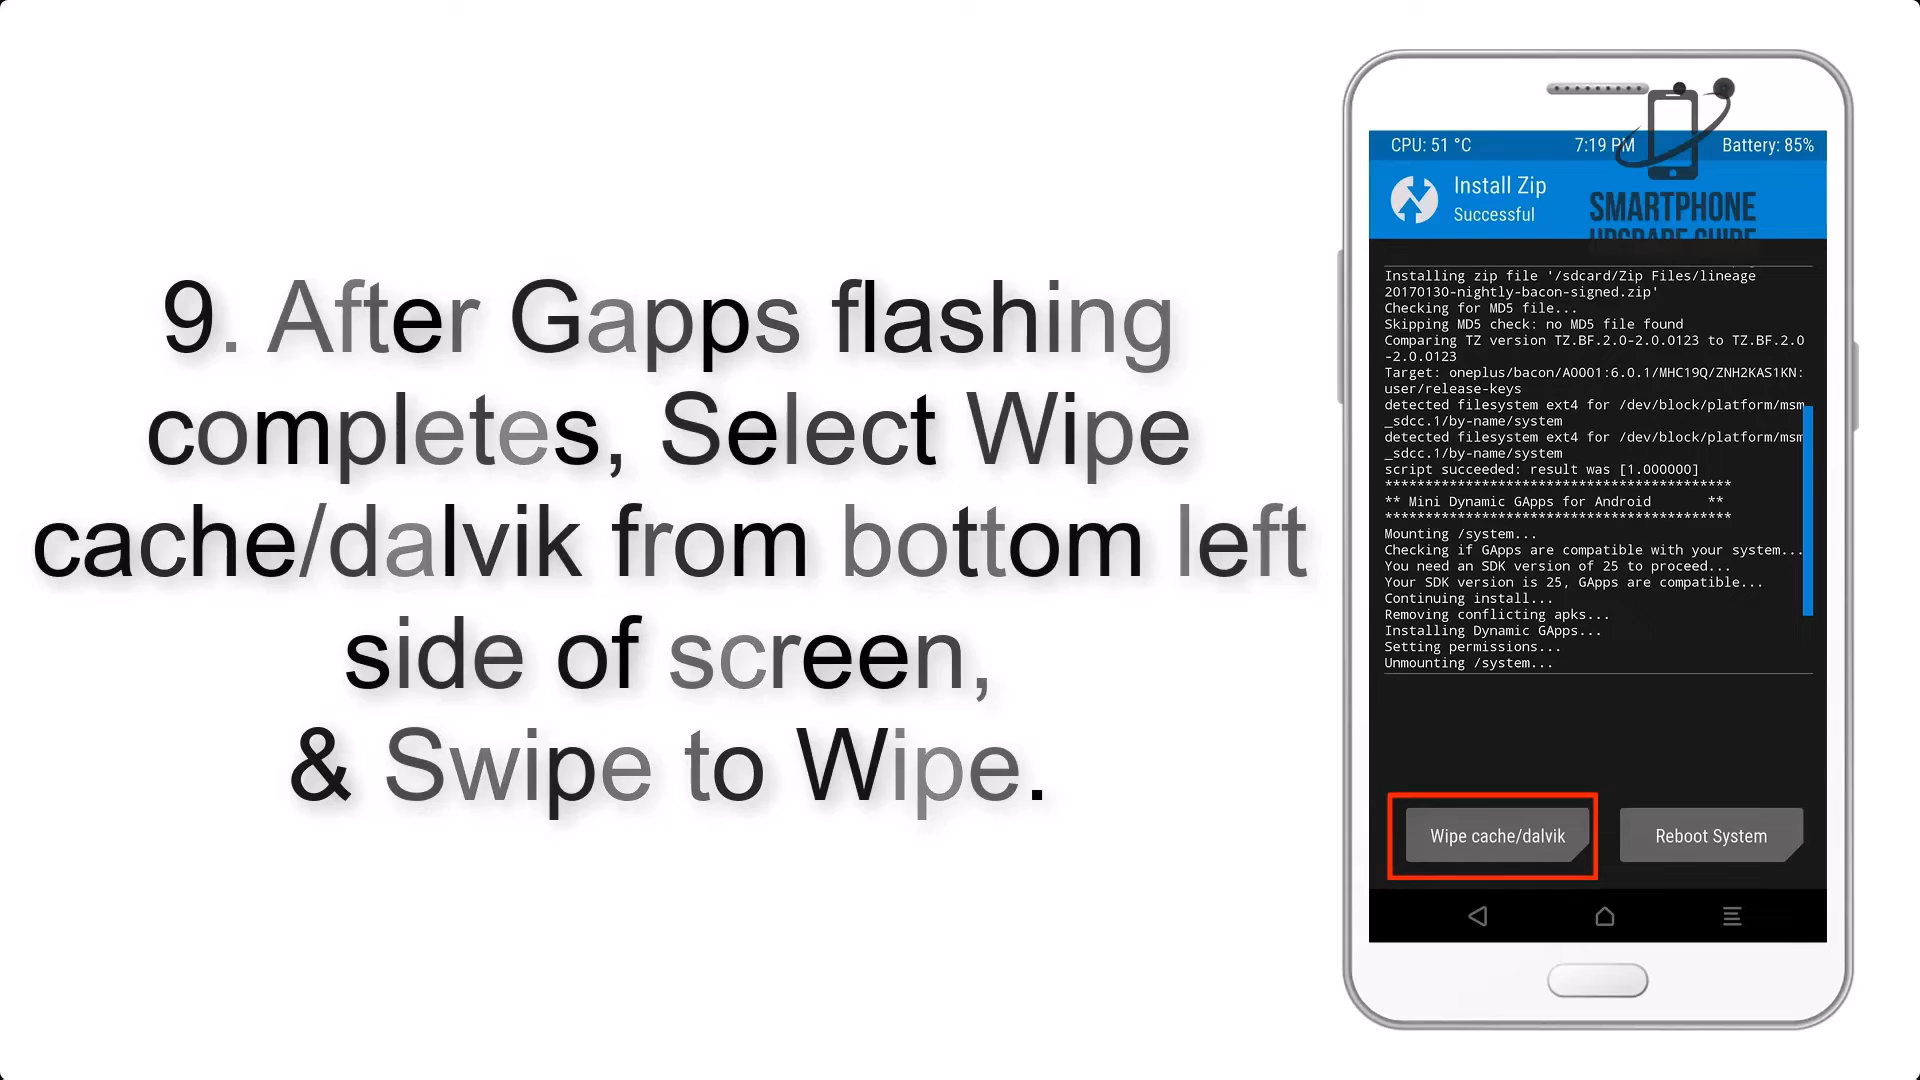 9. After Gapps flashing
completes, Select Wipe
cache/dalvik from bottom left
side of screen,
& Swipe to Wipe.
CPU: 51 °C 7:19 PM Battery: 85%
Install Zip
Successful
SMARTPHONE
UPGRADE GUIDE
Installing zip file '/sdcard/Zip Files/lineage
20170130-nightly-bacon-signed.zip'
Checking for MD5 file...
Skipping MD5 check: no MD5 file found
Comparing TZ version TZ.BF.2.0-2.0.0123 to TZ.BF.2.0
-2.0.0123
Target: oneplus/bacon/A0001:6.0.1/MHC19Q/ZNH2KAS1KN:
user/release-keys
detected filesystem ext4 for /dev/block/platform/msm
_sdcc.1/by-name/system
detected filesystem ext4 for /dev/block/platform/msm
_sdcc.1/by-name/system
script succeeded: result was [1.000000]
*******************************************
** Mini Dynamic GApps for Android **
*******************************************
Mounting /system...
Checking if GApps are compatible with your system...
You need an SDK version of 25 to proceed...
Your SDK version is 25, GApps are compatible...
Continuing install...
Removing conflicting apks...
Installing Dynamic GApps...
Setting permissions...
Unmounting /system...
Wipe cache/dalvik Reboot System